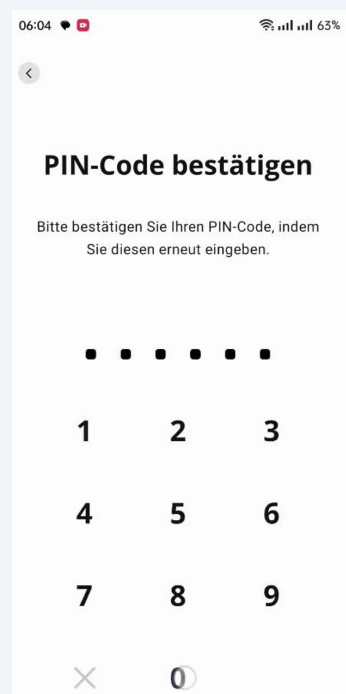 06:04 63%
PIN-Code bestätigen
Bitte bestätigen Sie Ihren PIN-Code, indem
Sie diesen erneut eingeben.
1 2 3
4 5 6
7 8 9
0